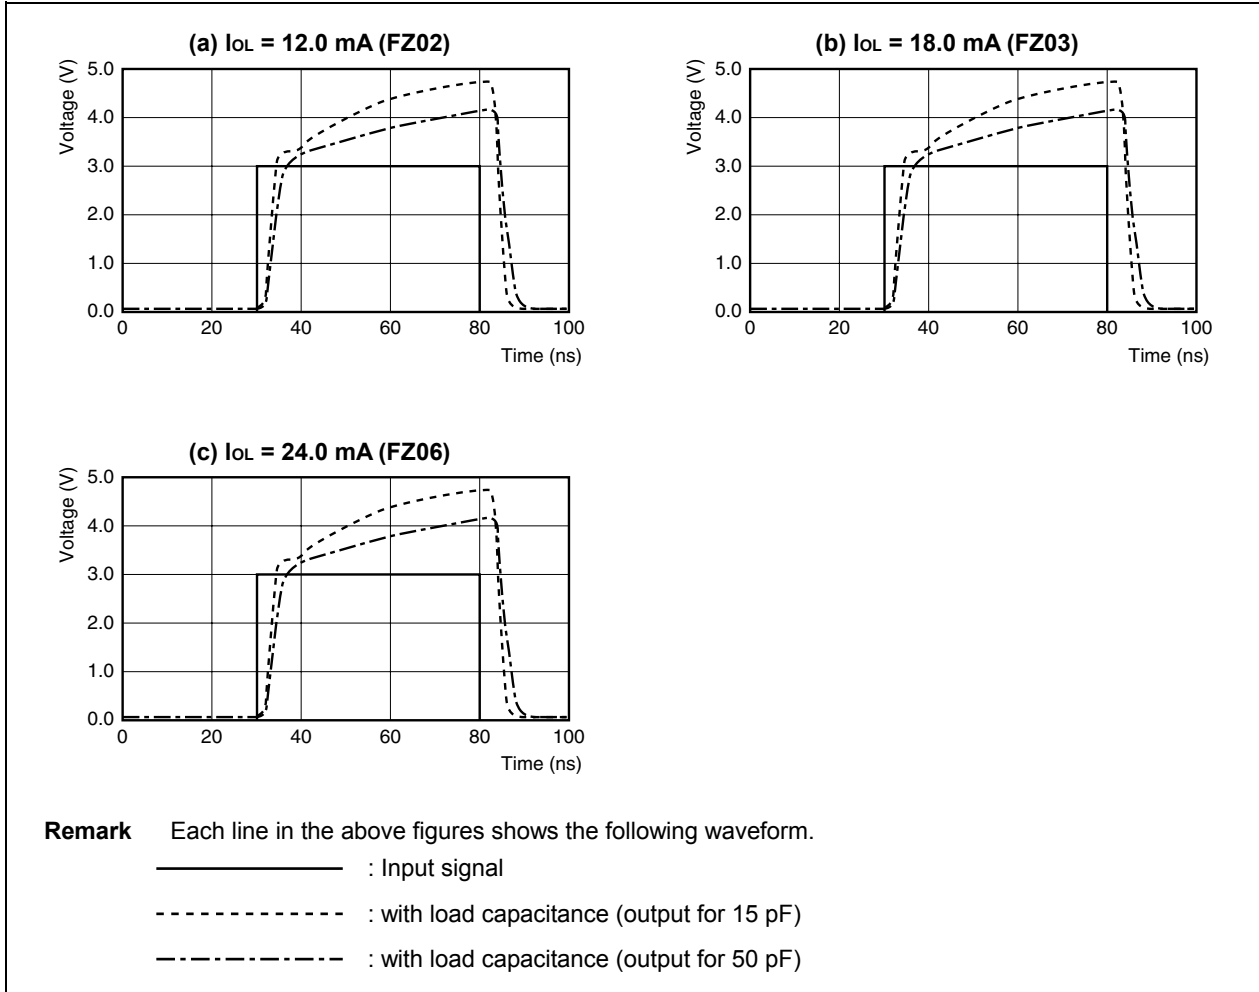 (a) IOL = 12.0 mA (FZ02)
Voltage (V)
5.0
4.0
3.0
2.0
1.0
0.0
0 20 40 60 80 100
Time (ns)
(b) IOL = 18.0 mA (FZ03)
Voltage (V)
5.0
4.0
3.0
2.0
1.0
0.0
0 20 40 60 80 100
Time (ns)
(c) IOL = 24.0 mA (FZ06)
Voltage (V)
5.0
4.0
3.0
2.0
1.0
0.0
0 20 40 60 80 100
Time (ns)
Remark Each line in the above figures shows the following waveform.
: Input signal
: with load capacitance (output for 15 pF)
: with load capacitance (output for 50 pF)